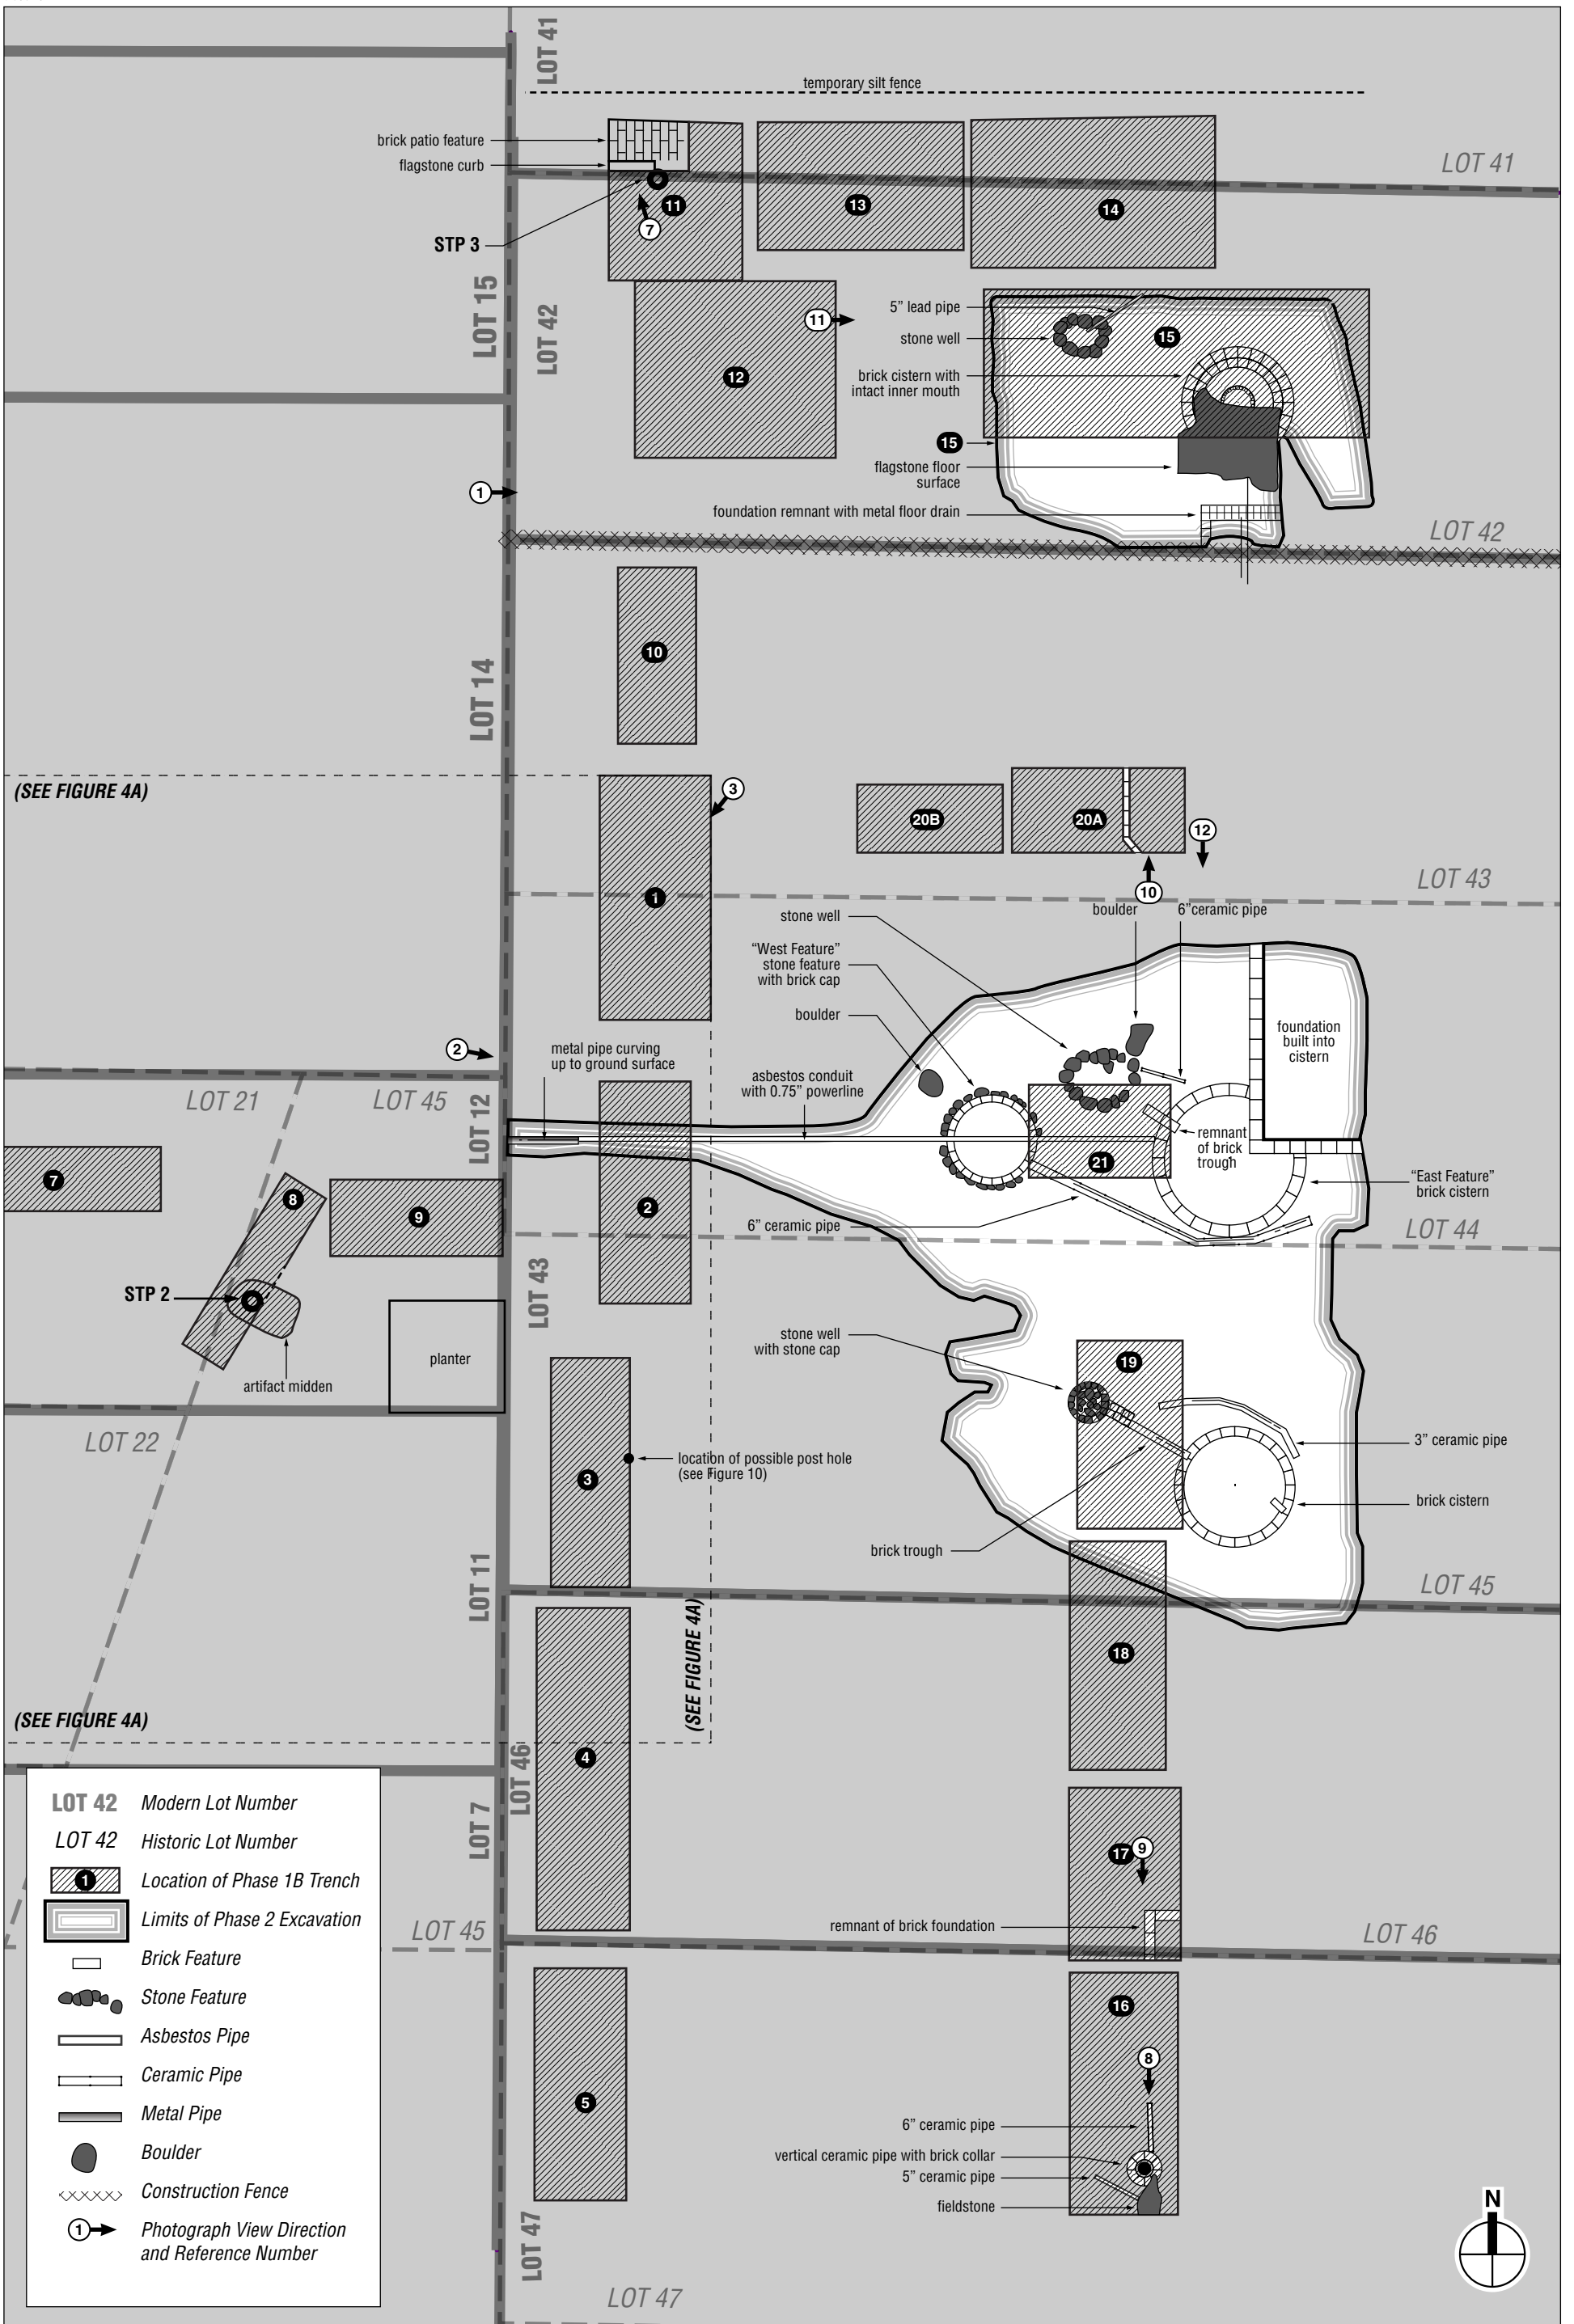 LOT 41
temporary silt fence
brick patio feature
flagstone curb
LOT 41
11
13
14
7
STP 3
LOT 15
LOT 42
11
12
5” lead pipe
stone well
15
brick cistern with
intact inner mouth
15
flagstone floor
surface
1
foundation remnant with metal floor drain
LOT 42
10
LOT 14
(SEE FIGURE 4A)
3
20B
20A
12
1
10
LOT 43
boulder
6”ceramic pipe
stone well
“West Feature”
stone feature
with brick cap
boulder
foundation
built into
cistern
2
metal pipe curving
up to ground surface
asbestos conduit
with 0.75” powerline
LOT 21
LOT 45
LOT 12
remnant
of brick
trough
21
7
8
9
2
“East Feature”
brick cistern
6” ceramic pipe
LOT 44
STP 2
LOT 43
planter
artifact midden
stone well
with stone cap
19
LOT 22
3
location of possible post hole
(see Figure 10)
3” ceramic pipe
brick cistern
brick trough
LOT 11
LOT 45
(SEE FIGURE 4A)
18
(SEE FIGURE 4A)
4
LOT 46
LOT 7
17
9
remnant of brick foundation
LOT 45
LOT 46
16
8
5
6” ceramic pipe
vertical ceramic pipe with brick collar
5” ceramic pipe
fieldstone
LOT 47
LOT 47
N
LOT 42 Modern Lot Number
LOT 42 Historic Lot Number
1 Location of Phase 1B Trench
Limits of Phase 2 Excavation
Brick Feature
Stone Feature
Asbestos Pipe
Ceramic Pipe
Metal Pipe
Boulder
Construction Fence
1 Photograph View Direction
and Reference Number